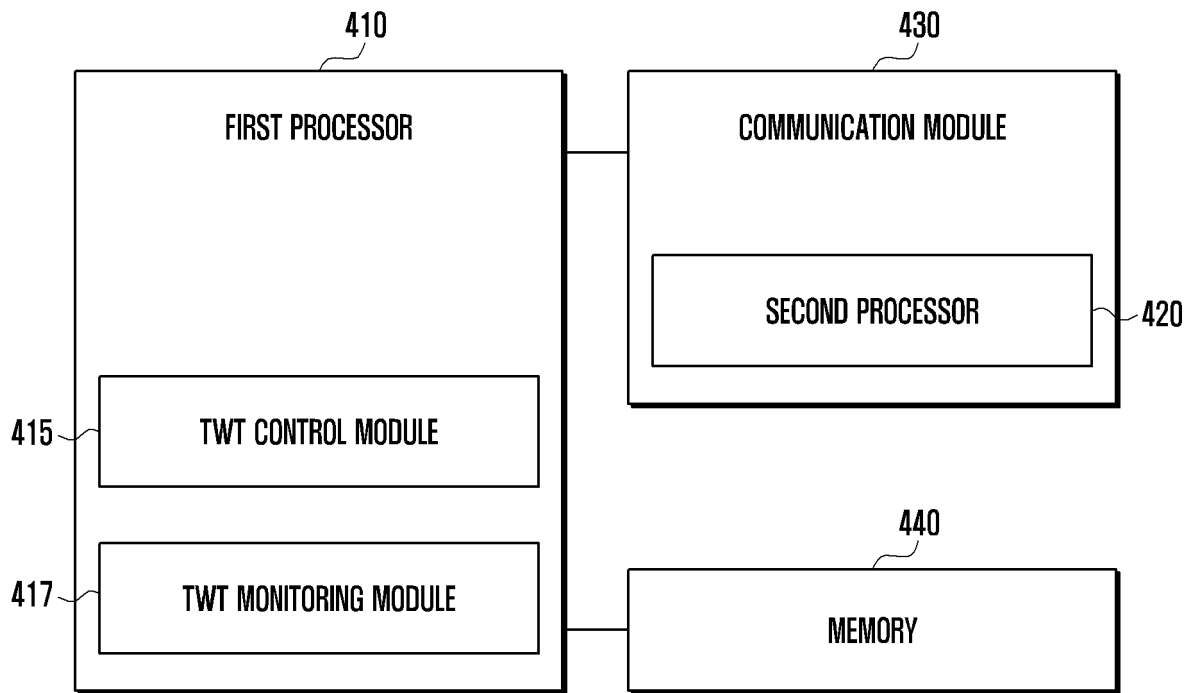 410
FIRST PROCESSOR
415
TWT CONTROL MODULE
417
TWT MONITORING MODULE
430
COMMUNICATION MODULE
SECOND PROCESSOR
420
440
MEMORY